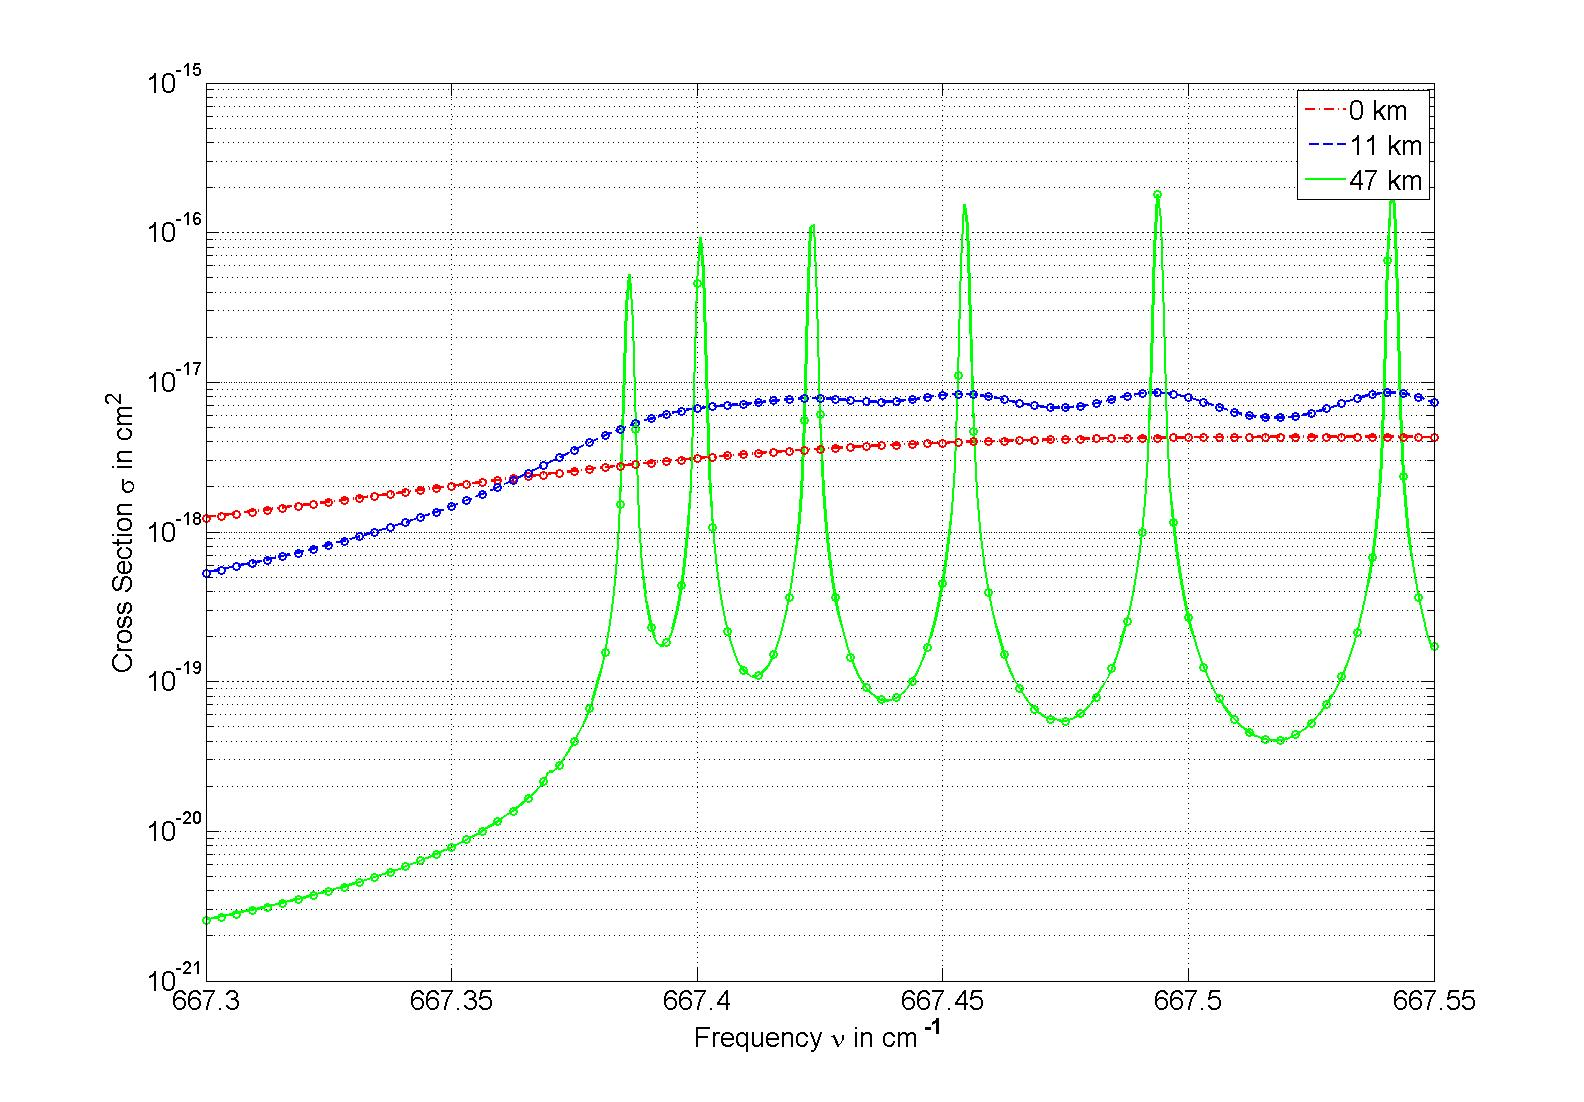 10^-15
10^-16
10^-17
10^-18
10^-19
10^-20
10^-21
Cross Section σ in cm^2
0 km
11 km
47 km
667.3 667.35 667.4 667.45 667.5 667.55
Frequency ν in cm^-1